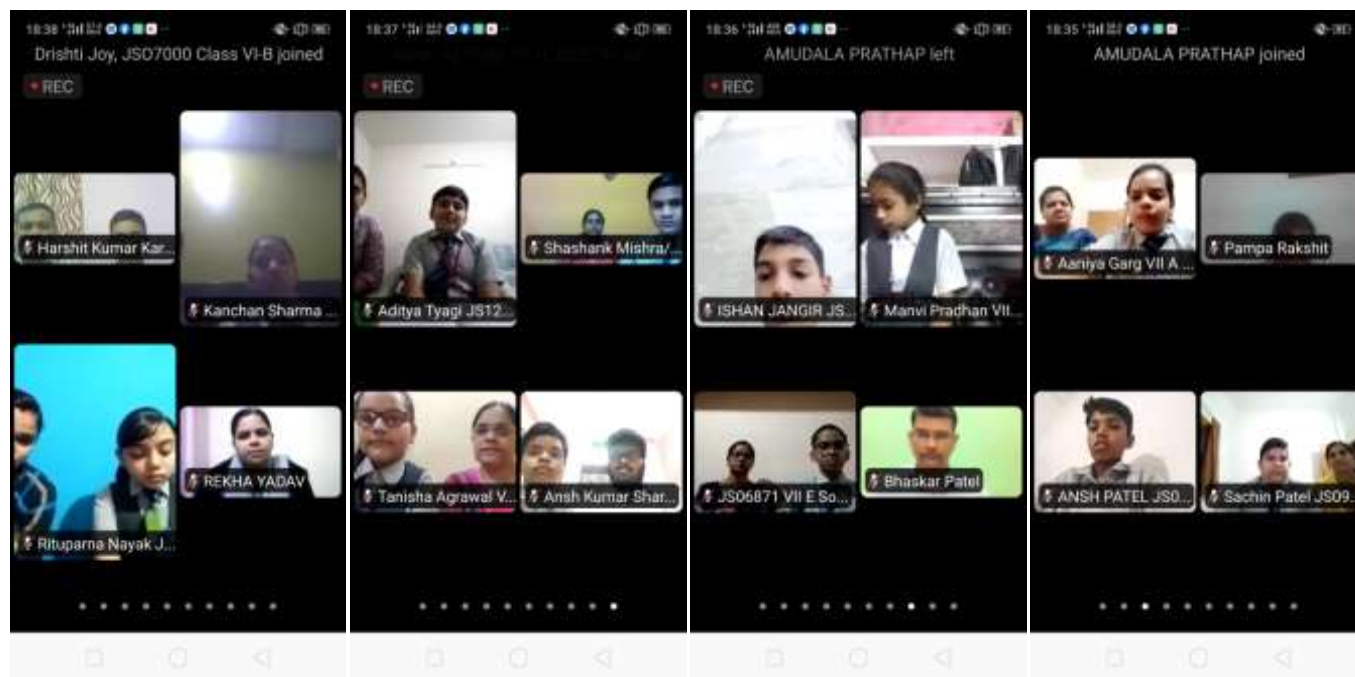 18:38
Drishti Joy, JSO7000 Class VI-B joined
REC
Harshit Kumar Kar...
Kanchan Sharma ...
Rituparna Nayak J...
REKHA YADAV
18:37
REC
Aditya Tyagi JS12...
Shashank Mishra/...
Tanisha Agrawal V...
Ansh Kumar Shar...
18:36
AMUDALA PRATHAP left
REC
ISHAN JANGIR JS...
Manvi Pradhan VII...
JS06871 VII E So...
Bhaskar Patel
18:35
AMUDALA PRATHAP joined
Aaniya Garg VII A ...
Pampa Rakshit
ANSH PATEL JS0...
Sachin Patel JS09...